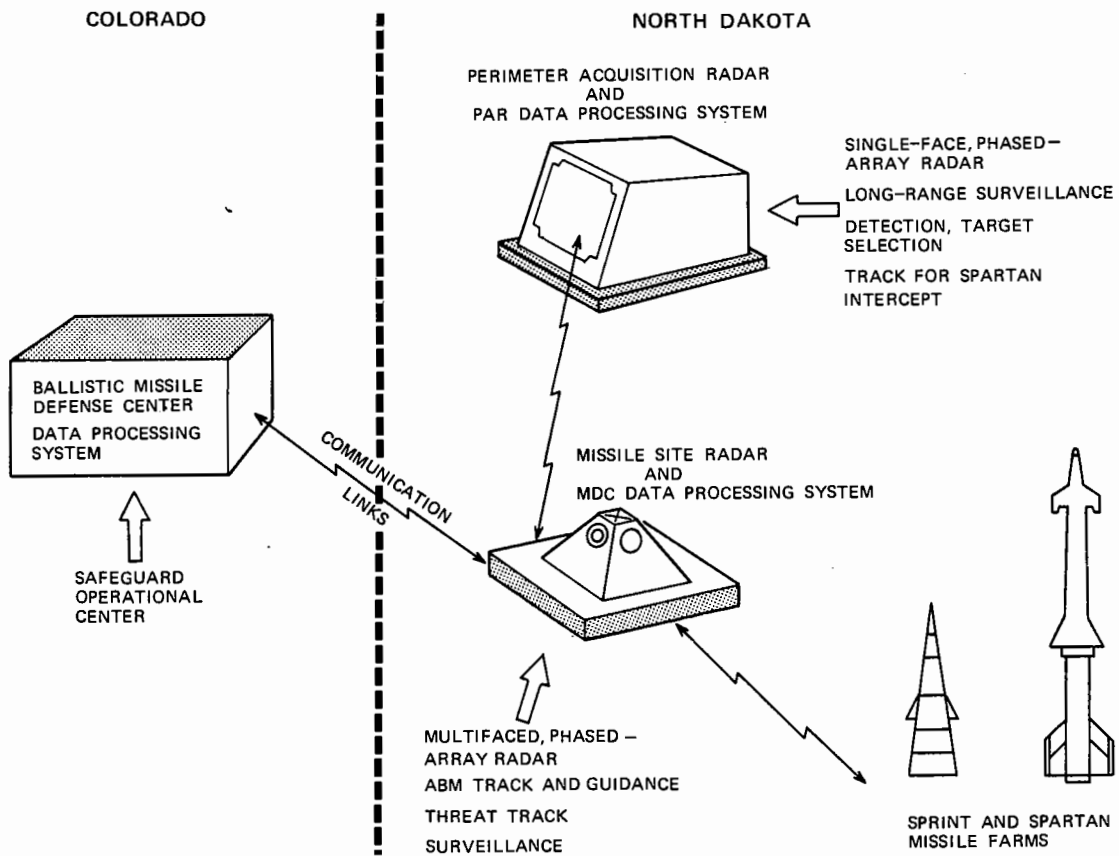 COLORADO
NORTH DAKOTA
PERIMETER ACQUISITION RADAR
AND
PAR DATA PROCESSING SYSTEM
SINGLE-FACE, PHASED-
ARRAY RADAR
LONG-RANGE SURVEILLANCE
DETECTION, TARGET
SELECTION
TRACK FOR SPARTAN
INTERCEPT
BALLISTIC MISSILE
DEFENSE CENTER
DATA PROCESSING
SYSTEM
SAFEGUARD
OPERATIONAL
CENTER
COMMUNICATION
LINKS
MISSILE SITE RADAR
AND
MDC DATA PROCESSING SYSTEM
MULTIFACED, PHASED-
ARRAY RADAR
ABM TRACK AND GUIDANCE
THREAT TRACK
SURVEILLANCE
SPRINT AND SPARTAN
MISSILE FARMS